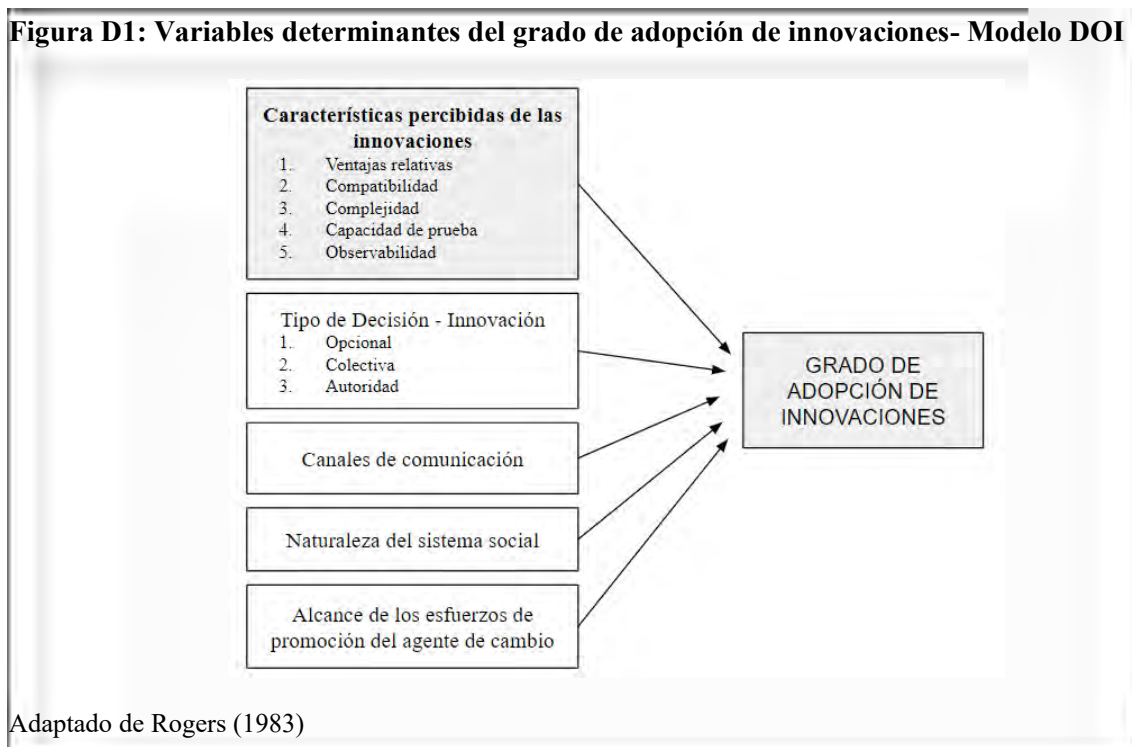 Figura D1: Variables determinantes del grado de adopción de innovaciones- Modelo DOI
Características percibidas de las
innovaciones
1. Ventajas relativas
2. Compatibilidad
3. Complejidad
4. Capacidad de prueba
5. Observabilidad
Tipo de Decisión - Innovación
1. Opcional
2. Colectiva
3. Autoridad
Canales de comunicación
Naturaleza del sistema social
Alcance de los esfuerzos de
promoción del agente de cambio
GRADO DE
ADOPCIÓN DE
INNOVACIONES
Adaptado de Rogers (1983)